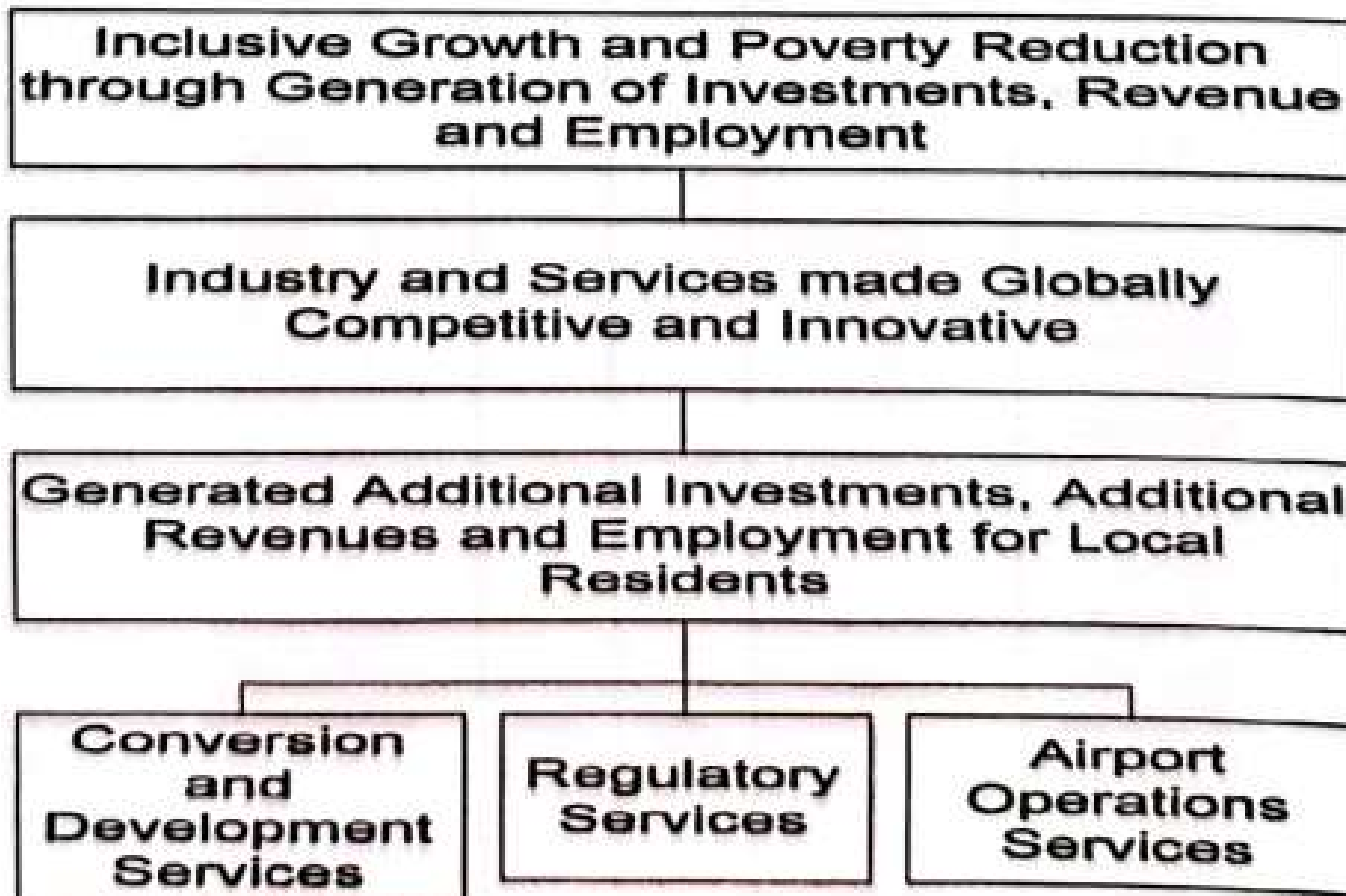 Inclusive Growth and Poverty Reduction
through Generation of Investments, Revenue
and Employment
Industry and Services made Globally
Competitive and Innovative
Generated Additional Investments, Additional
Revenues and Employment for Local
Residents
Conversion
and
Development
Services
Regulatory
Services
Airport
Operations
Services